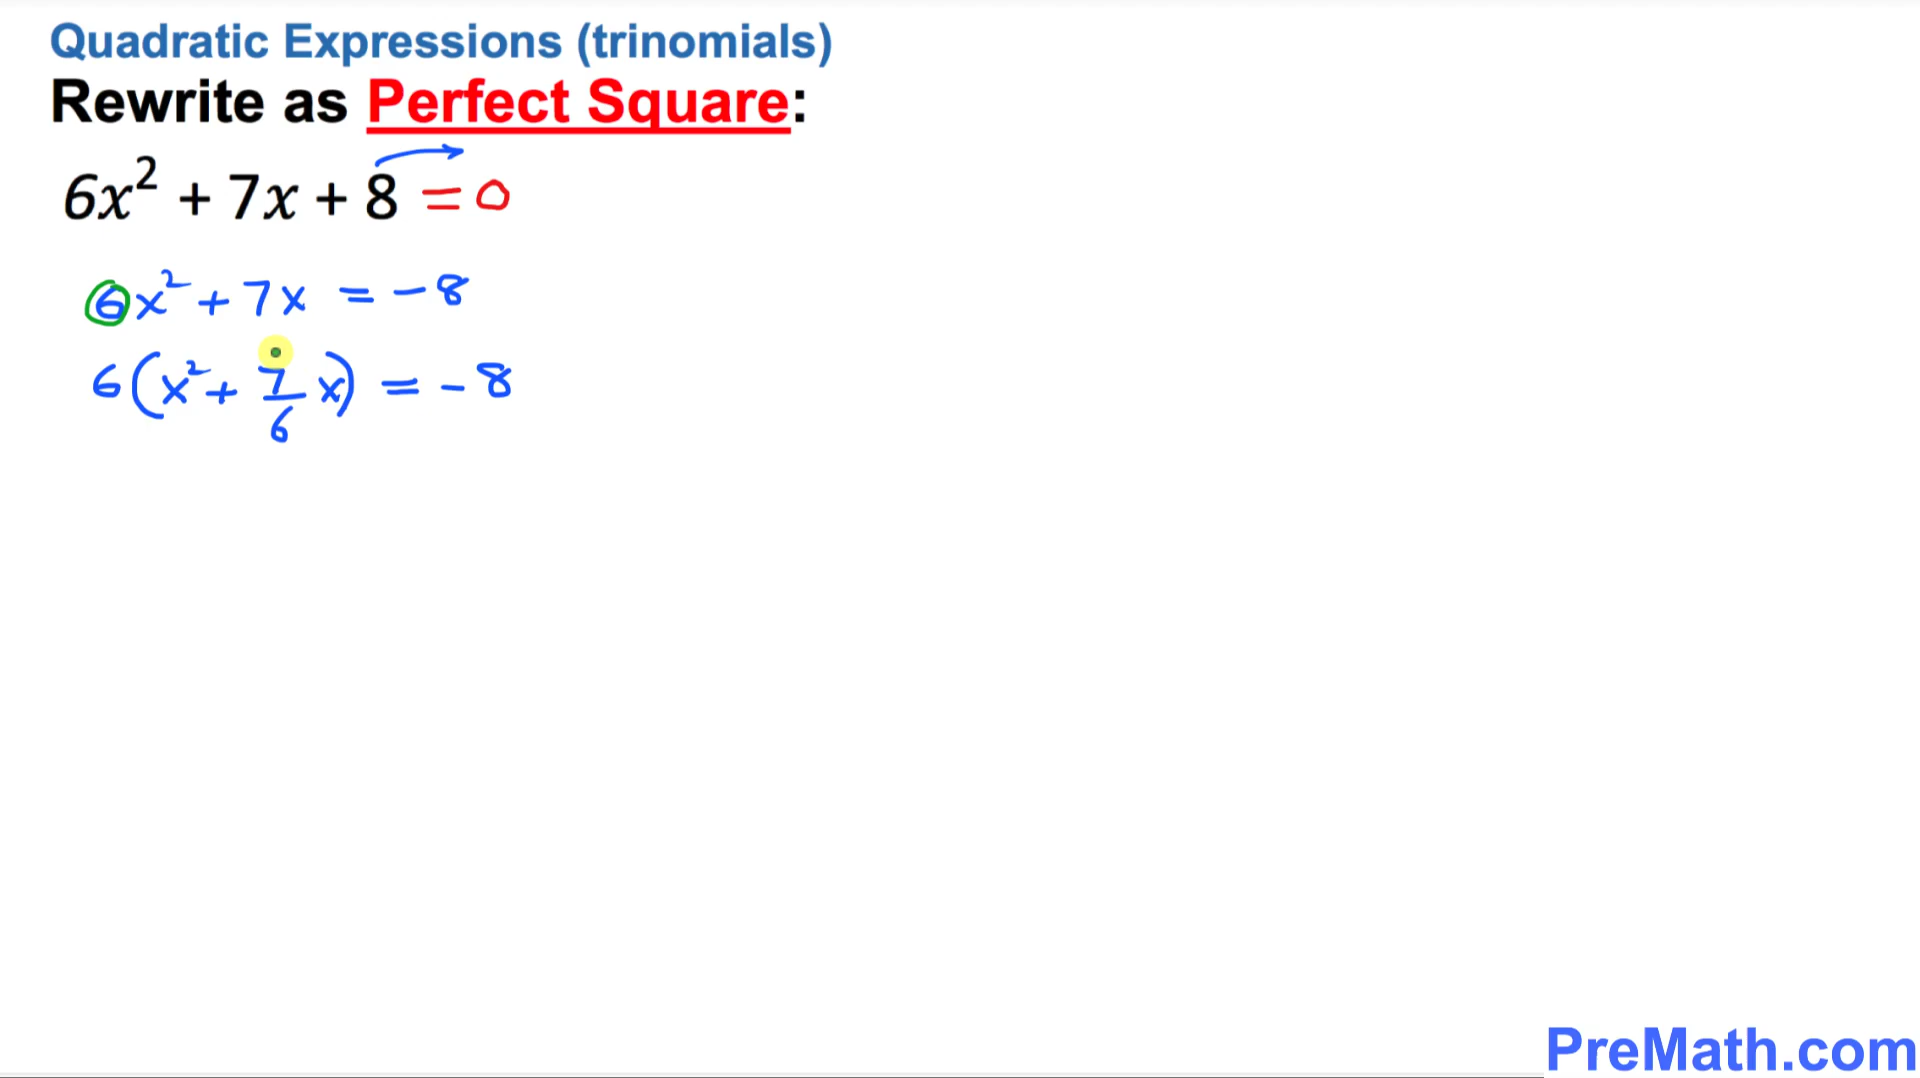 Quadratic Expressions (trinomials)
Rewrite as Perfect Square:
6x² + 7x + 8 = 0
6x² + 7x = -8
6(x² + 7/6 x) = -8
PreMath.com